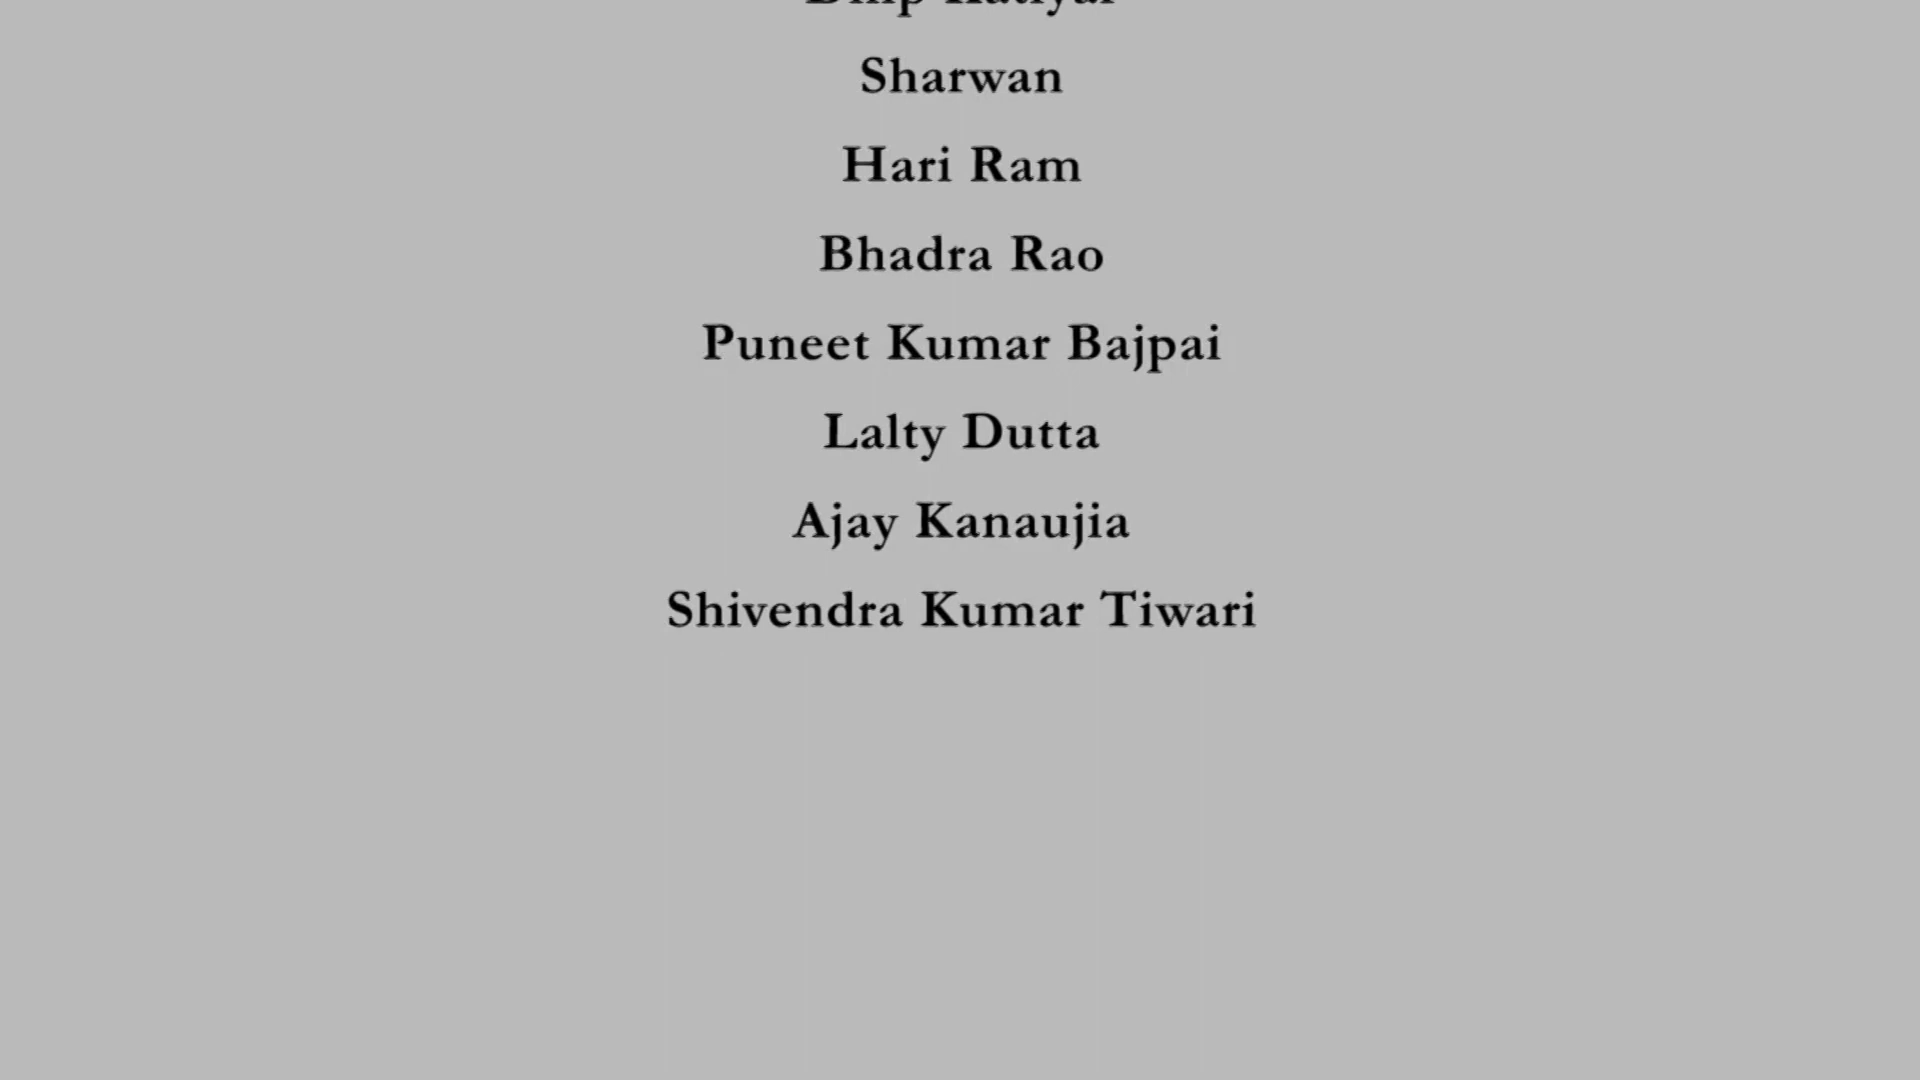 Sharwan
Hari Ram
Bhadra Rao
Puneet Kumar Bajpai
Lalty Dutta
Ajay Kanaujia
Shivendra Kumar Tiwari